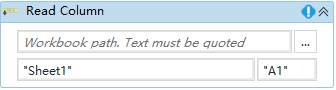 Read Column
Workbook path. Text must be quoted
...
"Sheet1"
"A1"